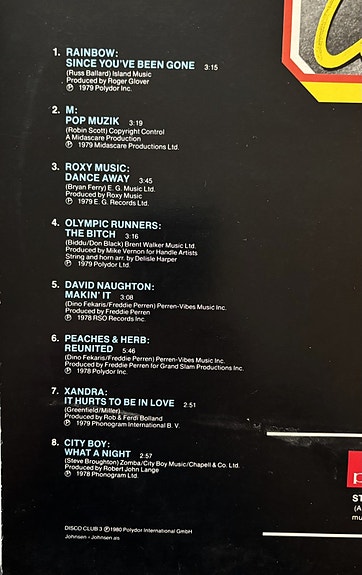 1. RAINBOW:
SINCE YOU'VE BEEN GONE 3:15
(Russ Ballard) Island Music
Produced by Roger Glover
Ⓟ 1979 Polydor Inc.
2. M:
POP MUZIK 3:19
(Robin Scott) Copyright Control
A Midascare Production
Ⓟ 1979 Midascare Productions Ltd.
3. ROXY MUSIC:
DANCE AWAY 3:45
(Bryan Ferry) E. G. Music Ltd.
Produced by Roxy Music
Ⓟ 1979 E. G. Records Ltd.
4. OLYMPIC RUNNERS:
THE BITCH 3:16
(Biddu/Don Black) Brent Walker Music Ltd.
Produced by Mike Vernon for Handle Artists
String and horn arr. by Delisle Harper
Ⓟ 1979 Polydor Ltd.
5. DAVID NAUGHTON:
MAKIN' IT 3:08
(Dino Fekaris/Freddie Perren) Perren-Vibes Music Inc.
Produced by Freddie Perren
Ⓟ 1978 RSO Records Inc.
6. PEACHES & HERB:
REUNITED 5:46
(Dino Fekaris/Freddie Perren) Perren-Vibes Music Inc.
Produced by Freddie Perren for Grand Slam Productions Inc.
Ⓟ 1978 Polydor Inc.
7. XANDRA:
IT HURTS TO BE IN LOVE 2:51
(Greenfield/Miller)
Produced by Rob & Ferdi Bolland
Ⓟ 1979 Phonogram International B. V.
8. CITY BOY:
WHAT A NIGHT 2:57
(Steve Broughton) Zomba/City Boy Music/Chapell & Co. Ltd.
Produced by Robert John Lange
Ⓟ 1978 Phonogram Ltd.
DISCO CLUB 3 Ⓟ 1980 Polydor International GmbH
Johnsen + Johnsen as
p
ST
(A
mu